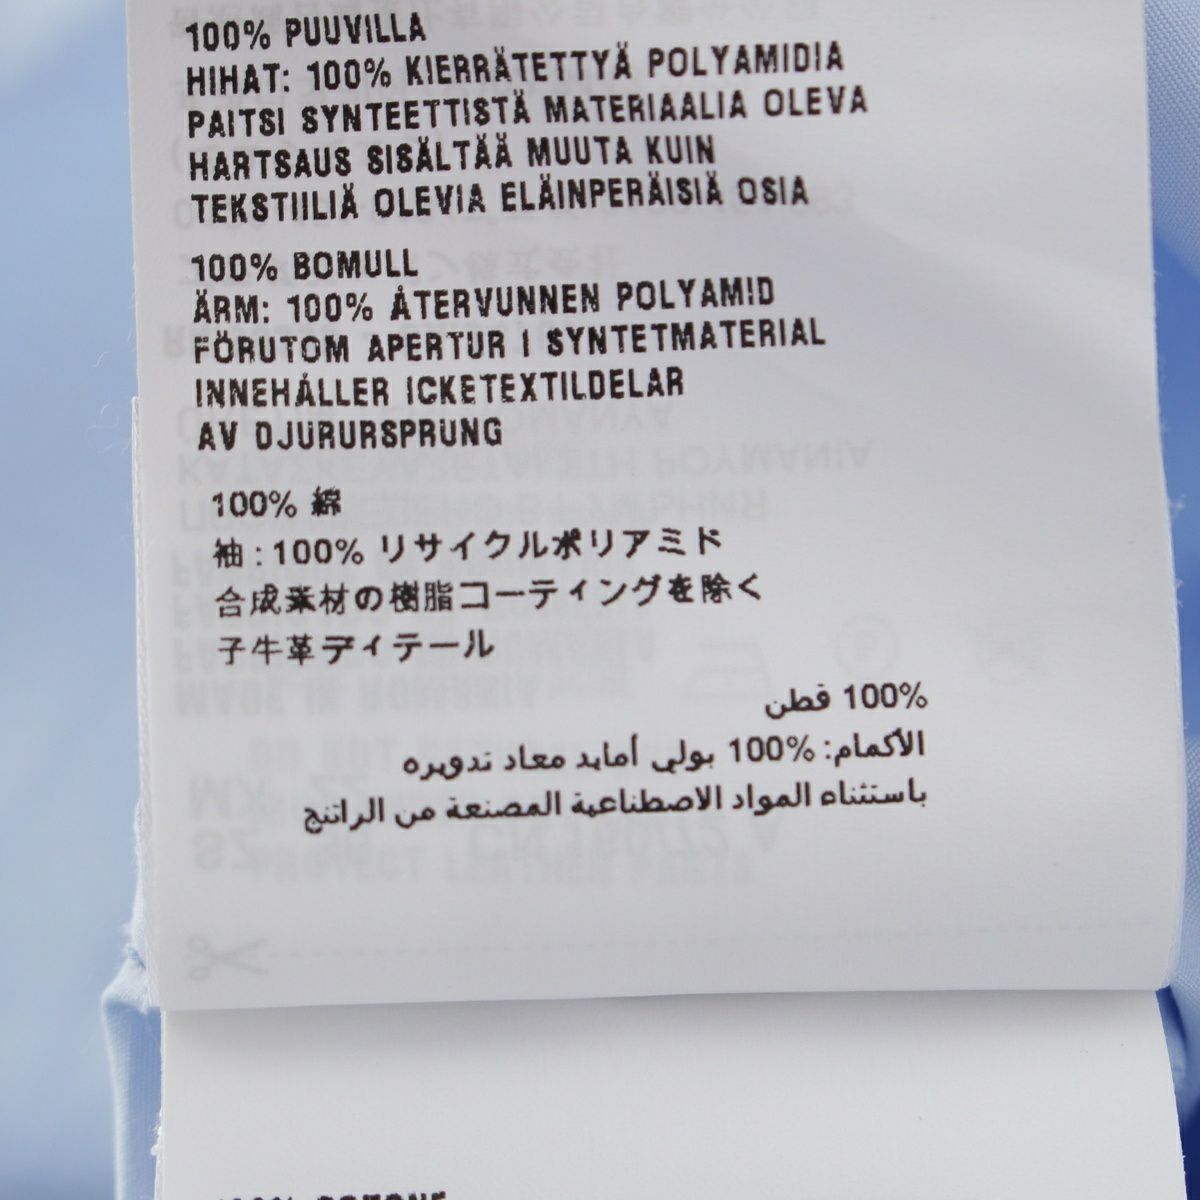 100% PUUVILLA
HIHAT: 100% KIERRÄTETTYÄ POLYAMIDIA
PAITSI SYNTEETTISTÄ MATERIAALIA OLEVA
HARTSAUS SISÄLTÄÄ MUUTA KUIN
TEKSTIILIÄ OLEVIA ELÄINPERÄISIÄ OSIA
100% BOMULL
ÄRM: 100% ÅTERVUNNEN POLYAMID
FÖRUTOM APERTUR I SYNTETMATERIAL
INNEHÅLLER ICKETEXTILDELAR
AV DJURURSPRUNG
100% 綿
袖: 100% リサイクルポリアミド
合成素材の樹脂コーティングを除く
子牛革ディテール
100% قطن
الأكمام: 100% بولي أمايد معاد تدويره
باستثناء المواد الاصطناعية المصنعة من الراتنج